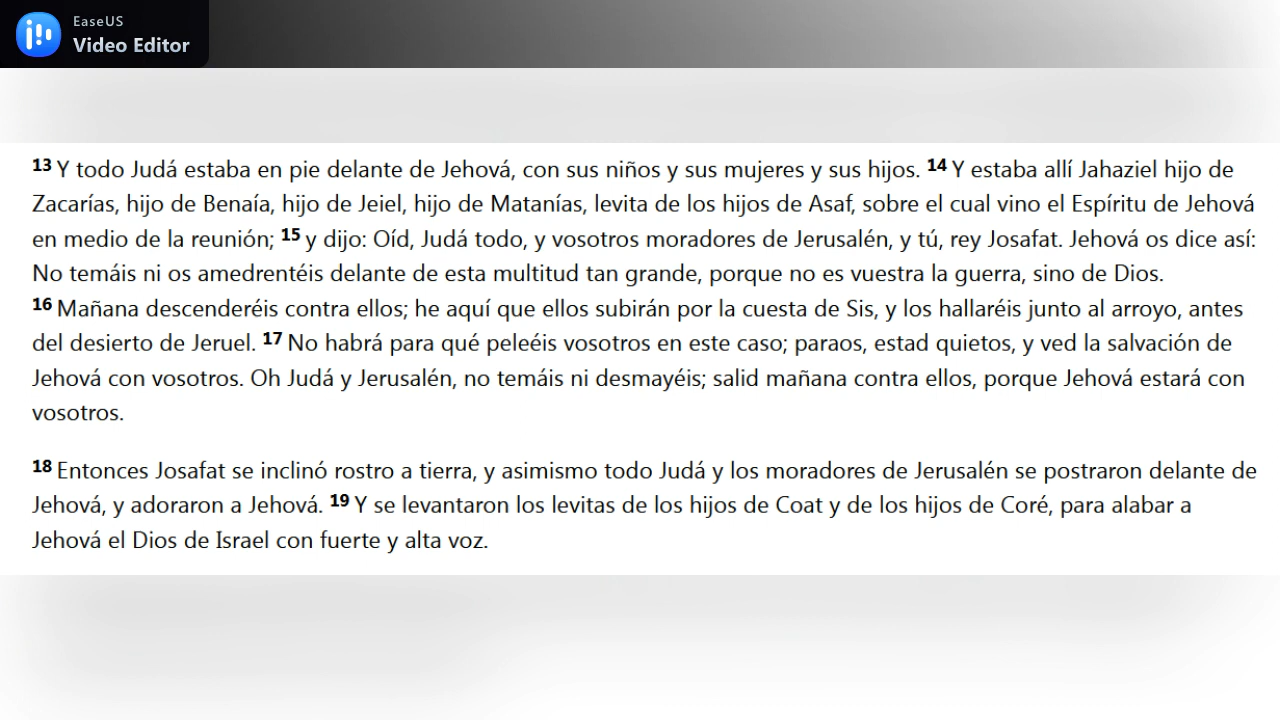 EaseUS
Video Editor
13 Y todo Judá estaba en pie delante de Jehová, con sus niños y sus mujeres y sus hijos. 14 Y estaba allí Jahaziel hijo de
Zacarías, hijo de Benaía, hijo de Jeiel, hijo de Matanías, levita de los hijos de Asaf, sobre el cual vino el Espíritu de Jehová
en medio de la reunión; 15 y dijo: Oíd, Judá todo, y vosotros moradores de Jerusalén, y tú, rey Josafat. Jehová os dice así:
No temáis ni os amedrentéis delante de esta multitud tan grande, porque no es vuestra la guerra, sino de Dios.
16 Mañana descenderéis contra ellos; he aquí que ellos subirán por la cuesta de Sis, y los hallaréis junto al arroyo, antes
del desierto de Jeruel. 17 No habrá para qué peleéis vosotros en este caso; paraos, estad quietos, y ved la salvación de
Jehová con vosotros. Oh Judá y Jerusalén, no temáis ni desmayéis; salid mañana contra ellos, porque Jehová estará con
vosotros.
18 Entonces Josafat se inclinó rostro a tierra, y asimismo todo Judá y los moradores de Jerusalén se postraron delante de
Jehová, y adoraron a Jehová. 19 Y se levantaron los levitas de los hijos de Coat y de los hijos de Coré, para alabar a
Jehová el Dios de Israel con fuerte y alta voz.